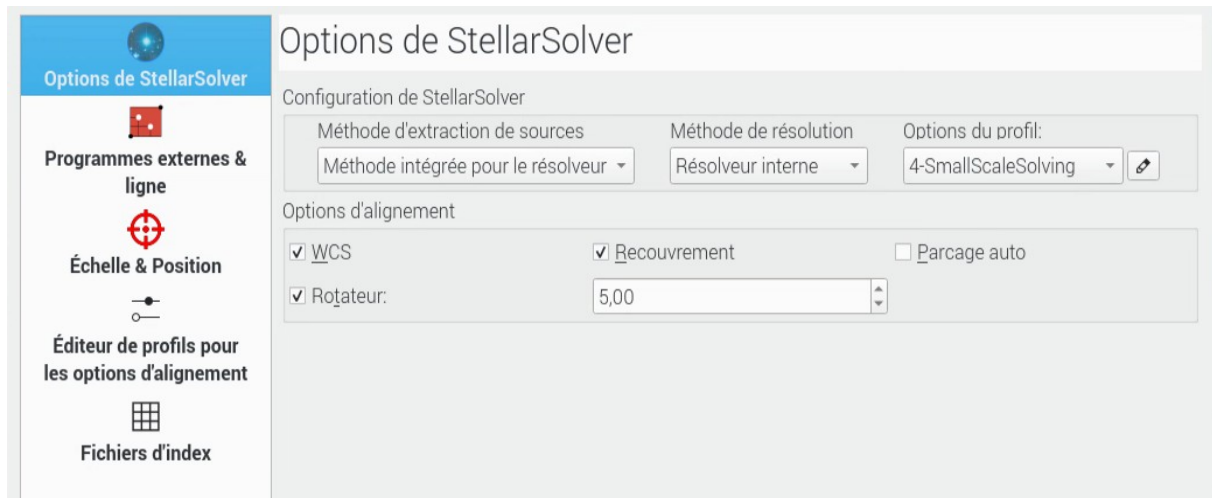 Options de StellarSolver
Programmes externes &
ligne
Échelle & Position
Éditeur de profils pour
les options d'alignement
Fichiers d'index
Options de StellarSolver
Configuration de StellarSolver
Méthode d'extraction de sources
Méthode de résolution
Options du profil:
Méthode intégrée pour le résolveur
Résolveur interne
4-SmallScaleSolving
Options d'alignement
WCS
Recouvrement
Parcage auto
Rotateur:
5,00